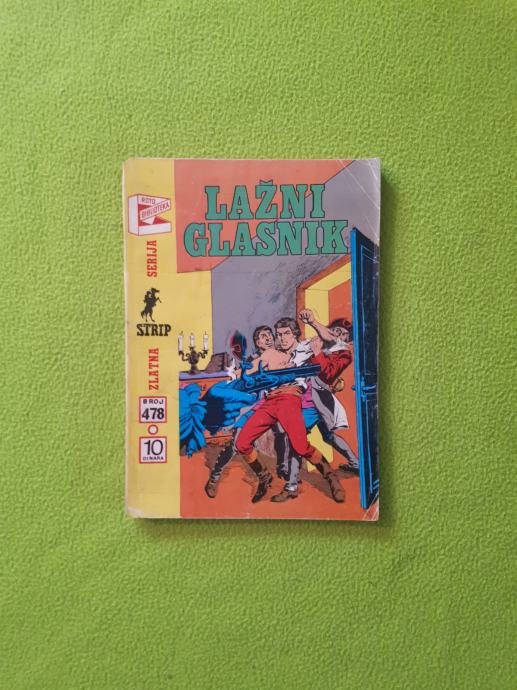 LAŽNI
GLASNIK
ROTO
BIBLIOTEKA
ZLATNA SERIJA
STRIP
BROJ
478
10
DINARA